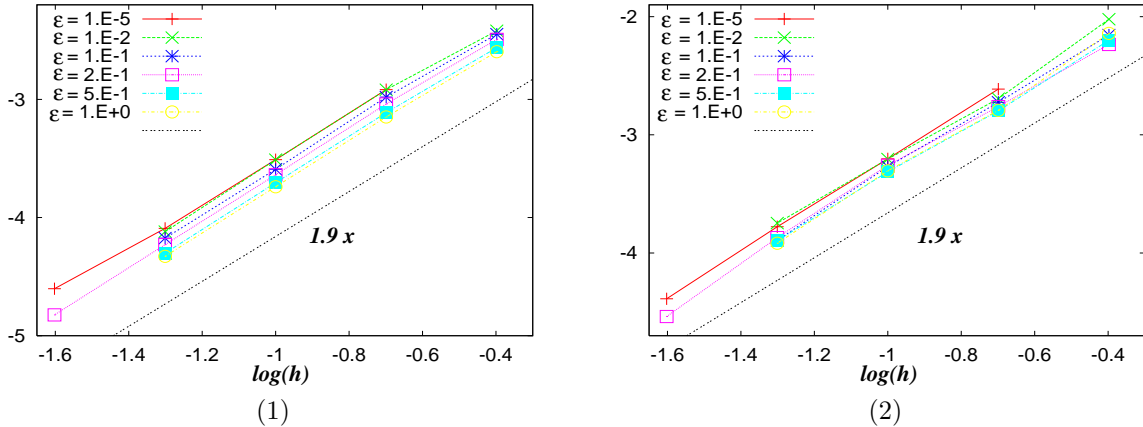 ε = 1.E-5
ε = 1.E-2
ε = 1.E-1
ε = 2.E-1
ε = 5.E-1
ε = 1.E+0
-3
-4
-5
1.9 x
-1.6 -1.4 -1.2 -1 -0.8 -0.6 -0.4
log(h)
(1)
-2
ε = 1.E-5
ε = 1.E-2
ε = 1.E-1
ε = 2.E-1
ε = 5.E-1
ε = 1.E+0
-3
-4
1.9 x
-1.6 -1.4 -1.2 -1 -0.8 -0.6 -0.4
log(h)
(2)